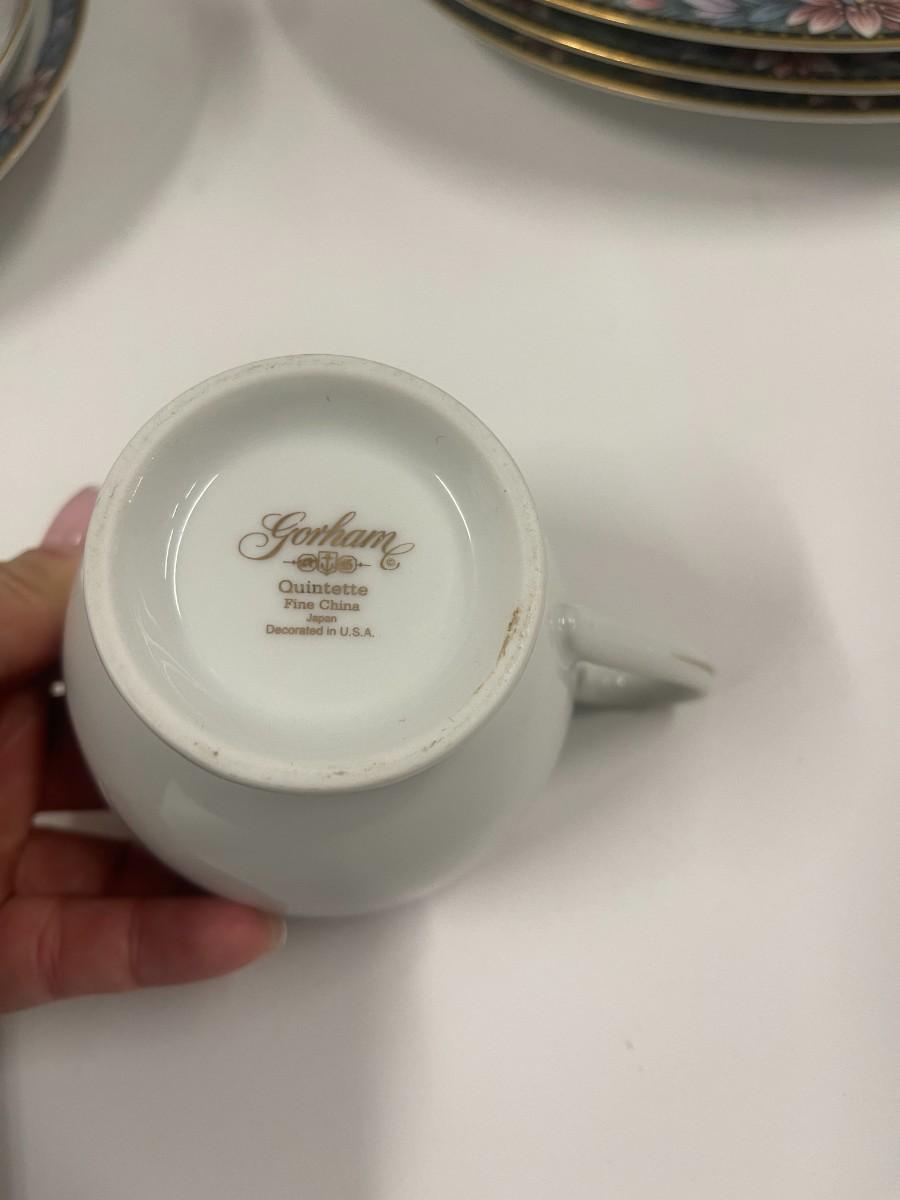 Gorham ©
Quintette
Fine China
Japan
Decorated in U.S.A.